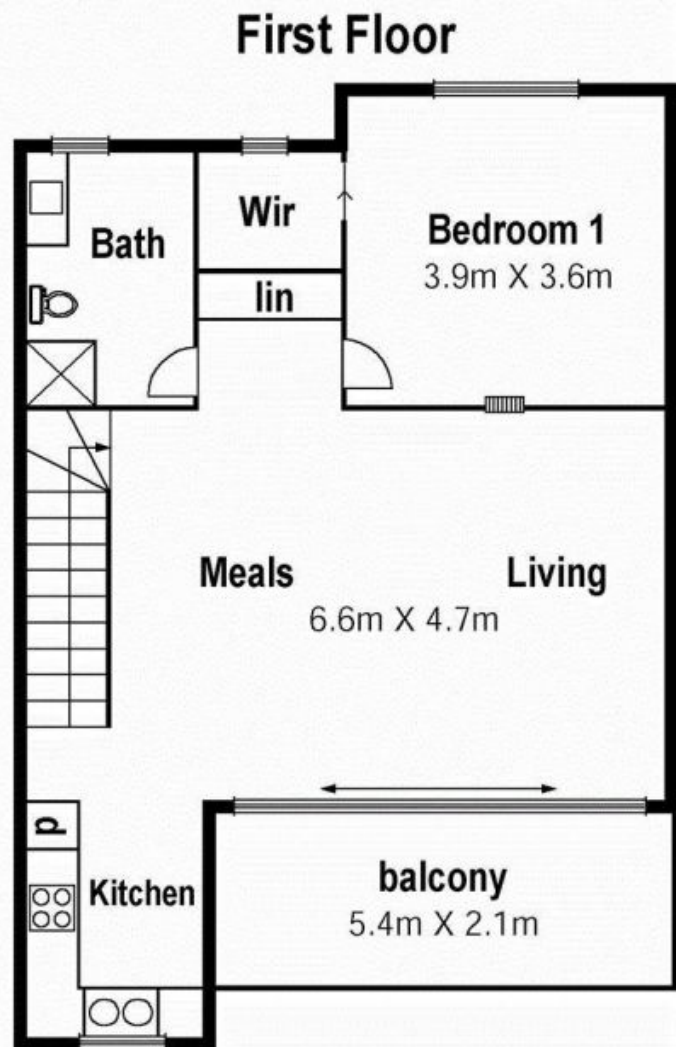 First Floor
Bath
Wir
lin
Bedroom 1
3.9m X 3.6m
Meals
Living
6.6m X 4.7m
p
Kitchen
balcony
5.4m X 2.1m